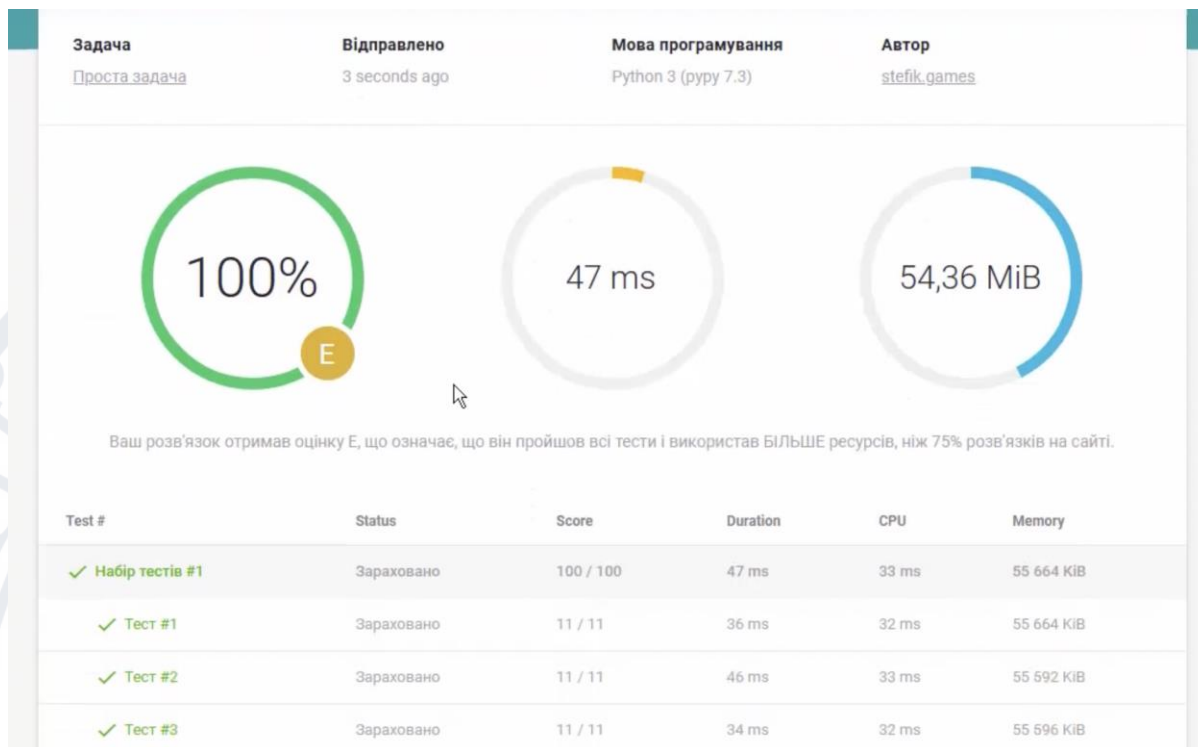 Задача Відправлено Мова програмування Автор
Проста задача 3 seconds ago Python 3 (pypy 7.3) stefik.games
100% 47 ms 54,36 MiB
E
Ваш розв'язок отримав оцінку E, що означає, що він пройшов всі тести і використав БІЛЬШЕ ресурсів, ніж 75% розв'язків на сайті.
Test # Status Score Duration CPU Memory
Набір тестів #1 Зараховано 100 / 100 47 ms 33 ms 55 664 KiB
Тест #1 Зараховано 11 / 11 36 ms 32 ms 55 664 KiB
Тест #2 Зараховано 11 / 11 46 ms 33 ms 55 592 KiB
Тест #3 Зараховано 11 / 11 34 ms 32 ms 55 596 KiB